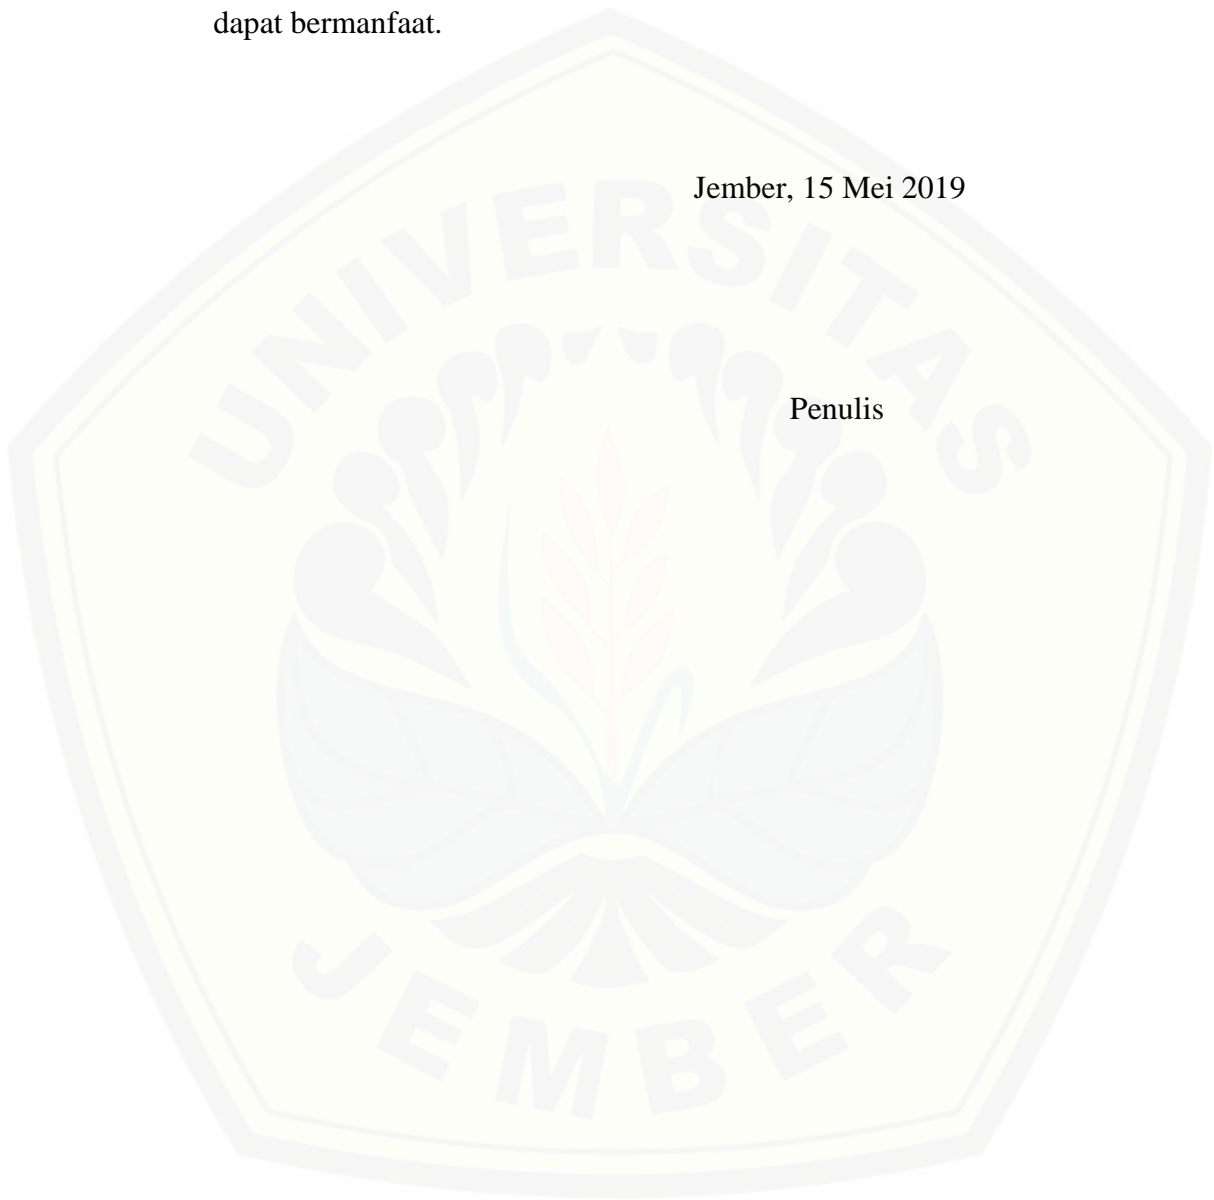 dapat bermanfaat.
Jember, 15 Mei 2019
UNIVERSITAS
Penulis
JEMBER